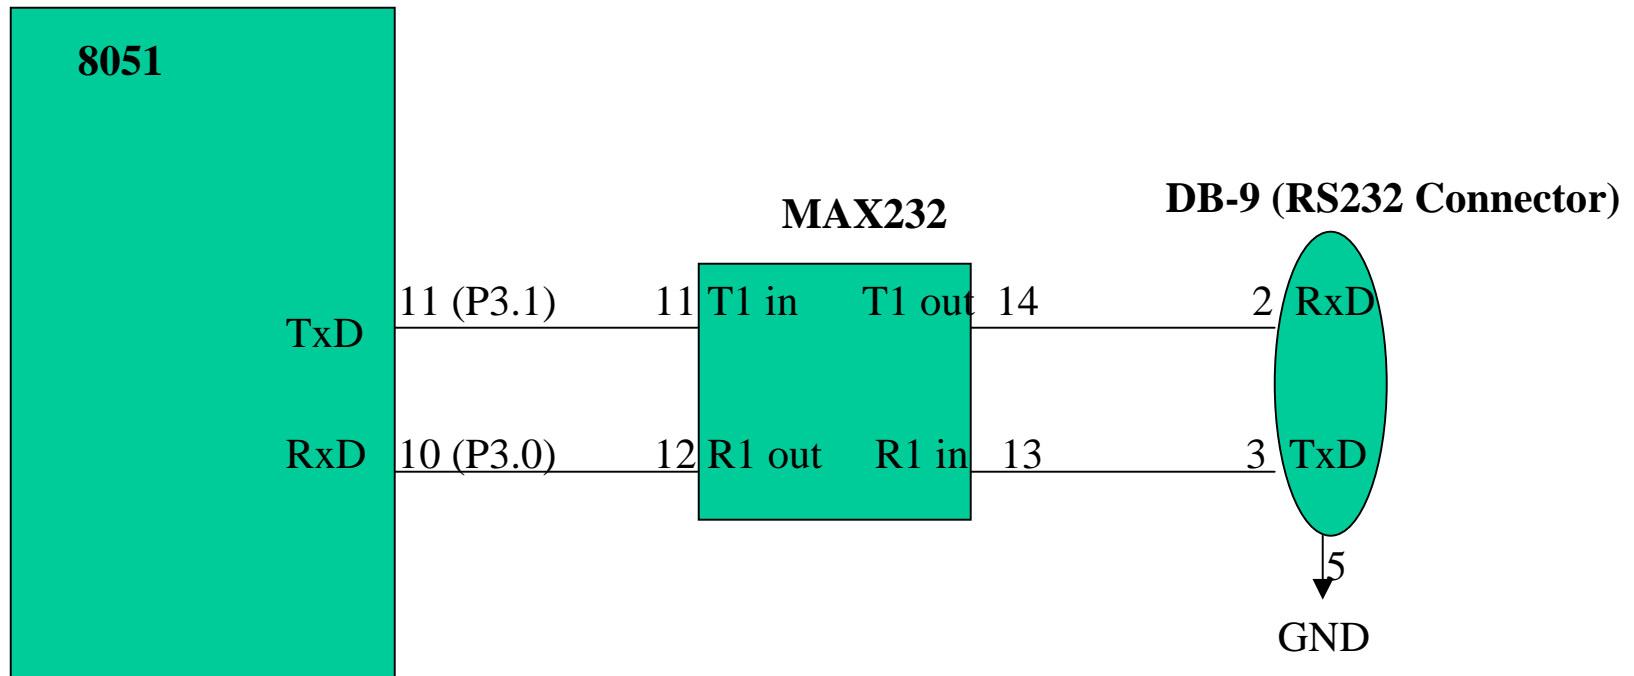 8051
DB-9 (RS232 Connector)
MAX232
11 (P3.1) 11 T1 in T1 out 14 2 RxD
TxD
RxD 10 (P3.0) 12 R1 out R1 in 13 3 TxD
5
GND